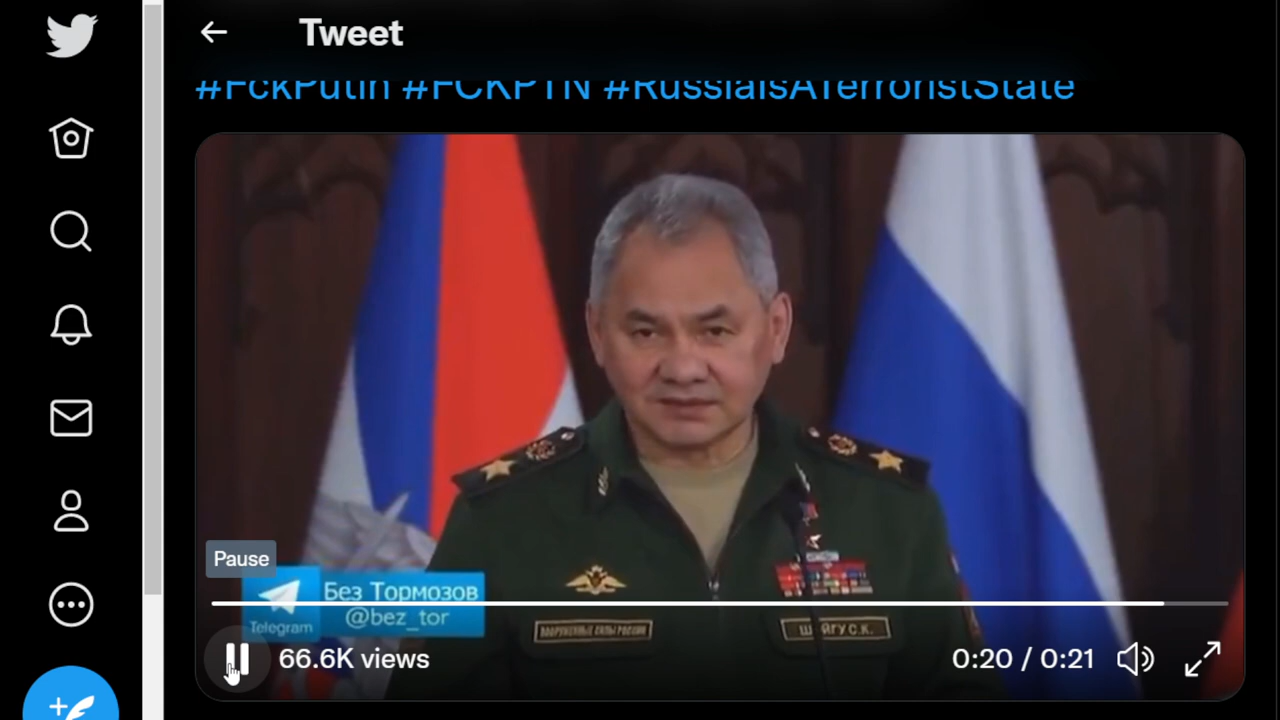 Tweet
#FckPutin #FCKPTN #RussiaIsATerroristState
Pause
Без Тормозов
@bez_tor
Telegram
ВООРУЖЕННЫЕ СИЛЫ РОССИИ
ШОЙГУ С.К.
66.6K views
0:20 / 0:21